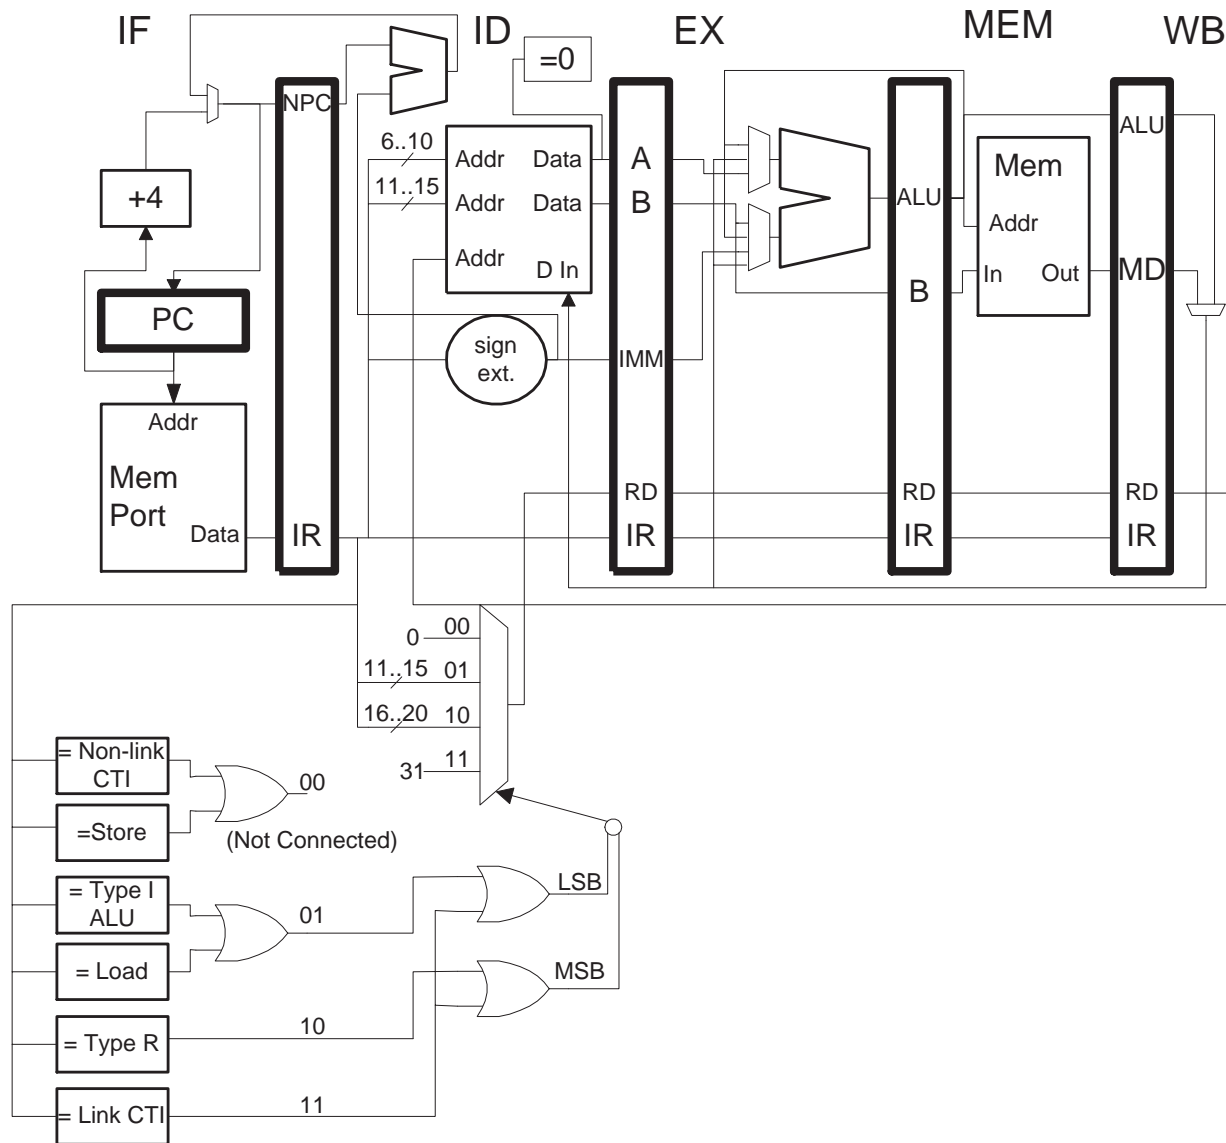 IF
ID
EX
MEM
WB
=0
NPC
+4
PC
Addr
Mem
Port
Data
IR
6..10
11..15
Addr
Data
Addr
Data
Addr
D In
sign
ext.
A
B
IMM
RD
IR
ALU
B
RD
IR
Mem
Addr
In
Out
ALU
MD
RD
IR
0
00
11..15
01
16..20
10
31
11
= Non-link
CTI
00
=Store
(Not Connected)
= Type I
ALU
01
= Load
LSB
MSB
= Type R
10
= Link CTI
11